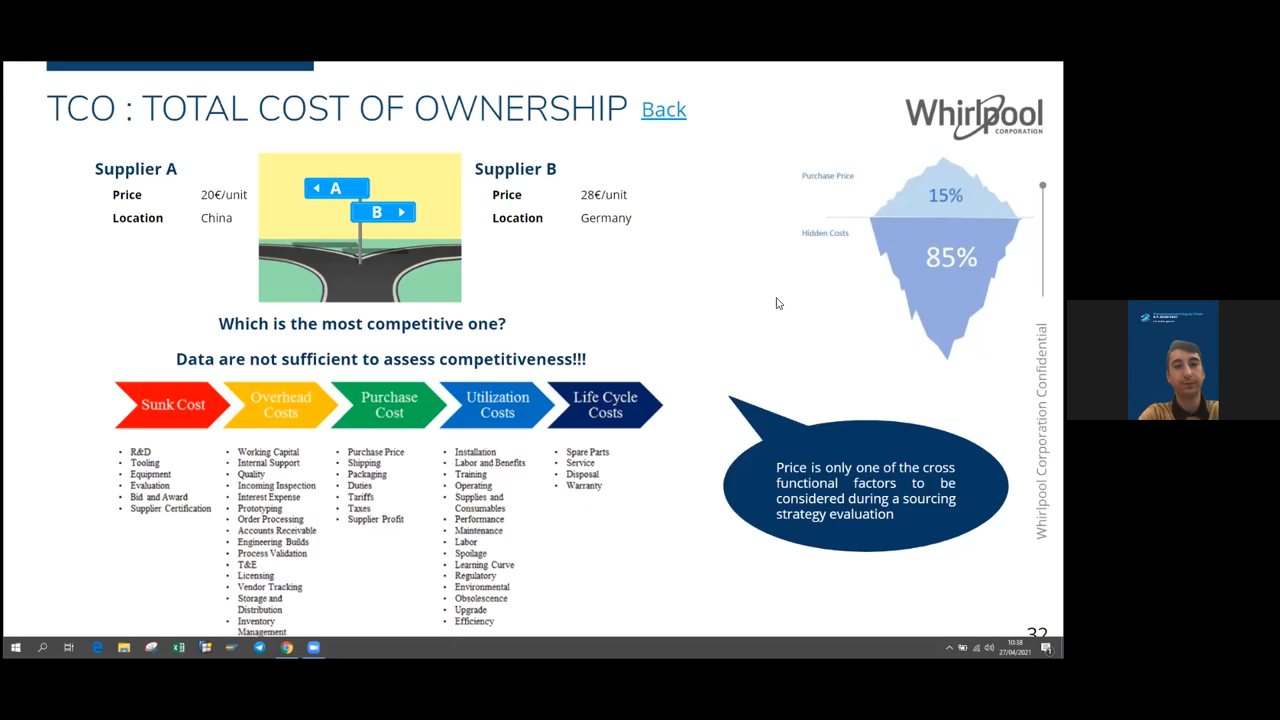 TCO : TOTAL COST OF OWNERSHIP Back
Whirlpool
CORPORATION
Supplier A
Price 20€/unit
Location China
A
B
Supplier B
Price 28€/unit
Location Germany
Purchase Price
15%
Hidden Costs
85%
Which is the most competitive one?
Data are not sufficient to assess competitiveness!!!
Sunk Cost
Overhead
Costs
Purchase
Cost
Utilization
Costs
Life Cycle
Costs
• R&D
• Tooling
• Equipment
• Evaluation
• Bid and Award
• Supplier Certification
• Working Capital
• Internal Support
• Quality
• Incoming Inspection
• Interest Expense
• Prototyping
• Order Processing
• Accounts Receivable
• Engineering Builds
• Process Validation
• T&E
• Licensing
• Vendor Tracking
• Storage and
Distribution
• Inventory
Management
• Purchase Price
• Shipping
• Packaging
• Duties
• Tariffs
• Taxes
• Supplier Profit
• Installation
• Labor and Benefits
• Training
• Operating
• Supplies and
Consumables
• Performance
• Maintenance
• Labor
• Spoilage
• Learning Curve
• Regulatory
• Environmental
• Obsolescence
• Upgrade
• Efficiency
• Spare Parts
• Service
• Disposal
• Warranty
Price is only one of the cross
functional factors to be
considered during a sourcing
strategy evaluation
Whirlpool Corporation Confidential
32
10:38
27/04/2021